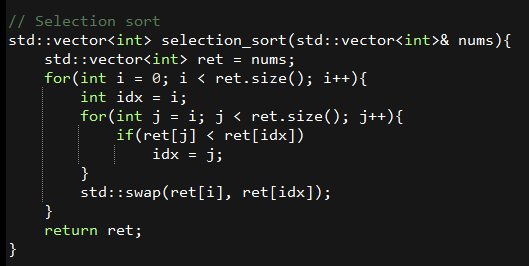 // Selection sort
std::vector<int> selection_sort(std::vector<int>& nums){
    std::vector<int> ret = nums;
    for(int i = 0; i < ret.size(); i++){
        int idx = i;
        for(int j = i; j < ret.size(); j++){
            if(ret[j] < ret[idx])
                idx = j;
        }
        std::swap(ret[i], ret[idx]);
    }
    return ret;
}